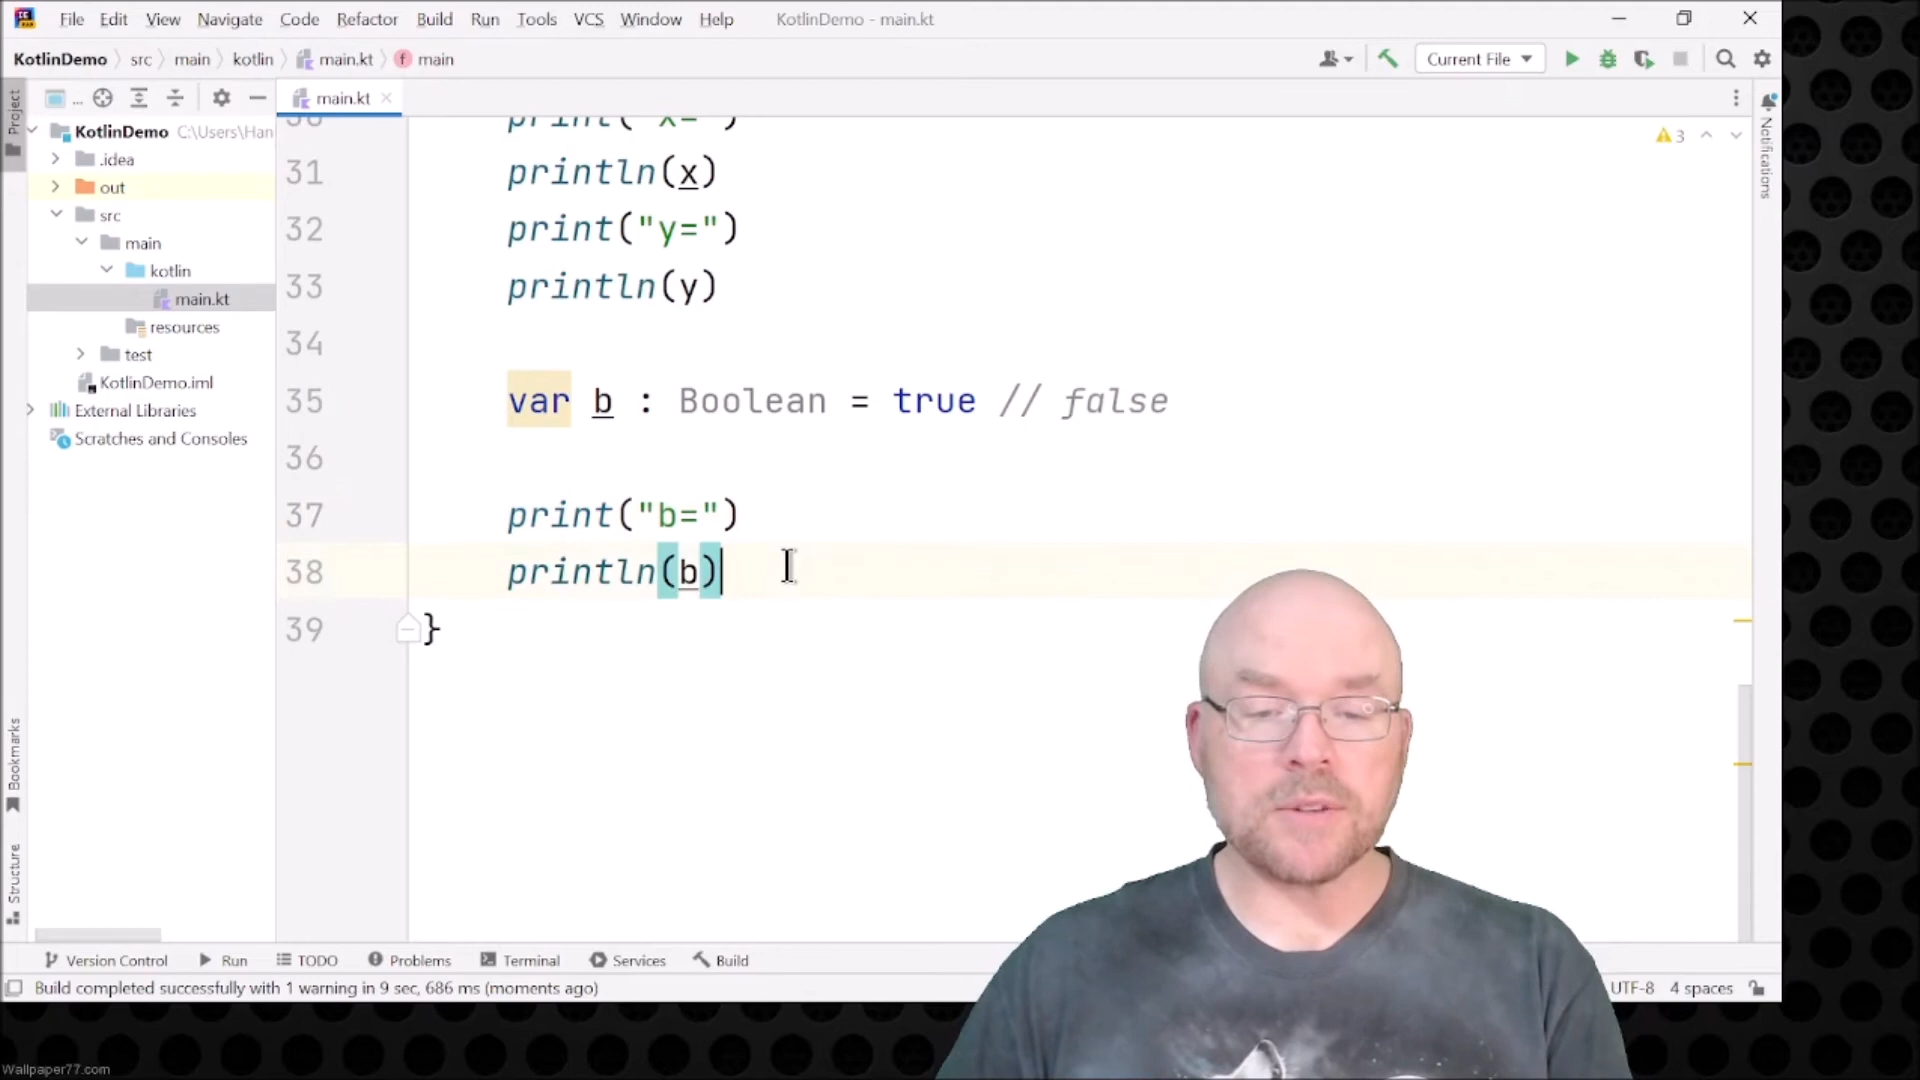 File Edit View Navigate Code Refactor Build Run Tools VCS Window Help KotlinDemo - main.kt
KotlinDemo src main kotlin main.kt main
Current File
Project
...
main.kt
KotlinDemo C:\Users\Han
.idea
out
src
main
kotlin
main.kt
resources
test
KotlinDemo.iml
External Libraries
Scratches and Consoles
3
Notifications
30 print("x=")
31 println(x)
32 print("y=")
33 println(y)
34
35 var b : Boolean = true // false
36
37 print("b=")
38 println(b)
39 }
Bookmarks
Structure
Version Control Run TODO Problems Terminal Services Build
Build completed successfully with 1 warning in 9 sec, 686 ms (moments ago)
UTF-8 4 spaces
Wallpaper77.com